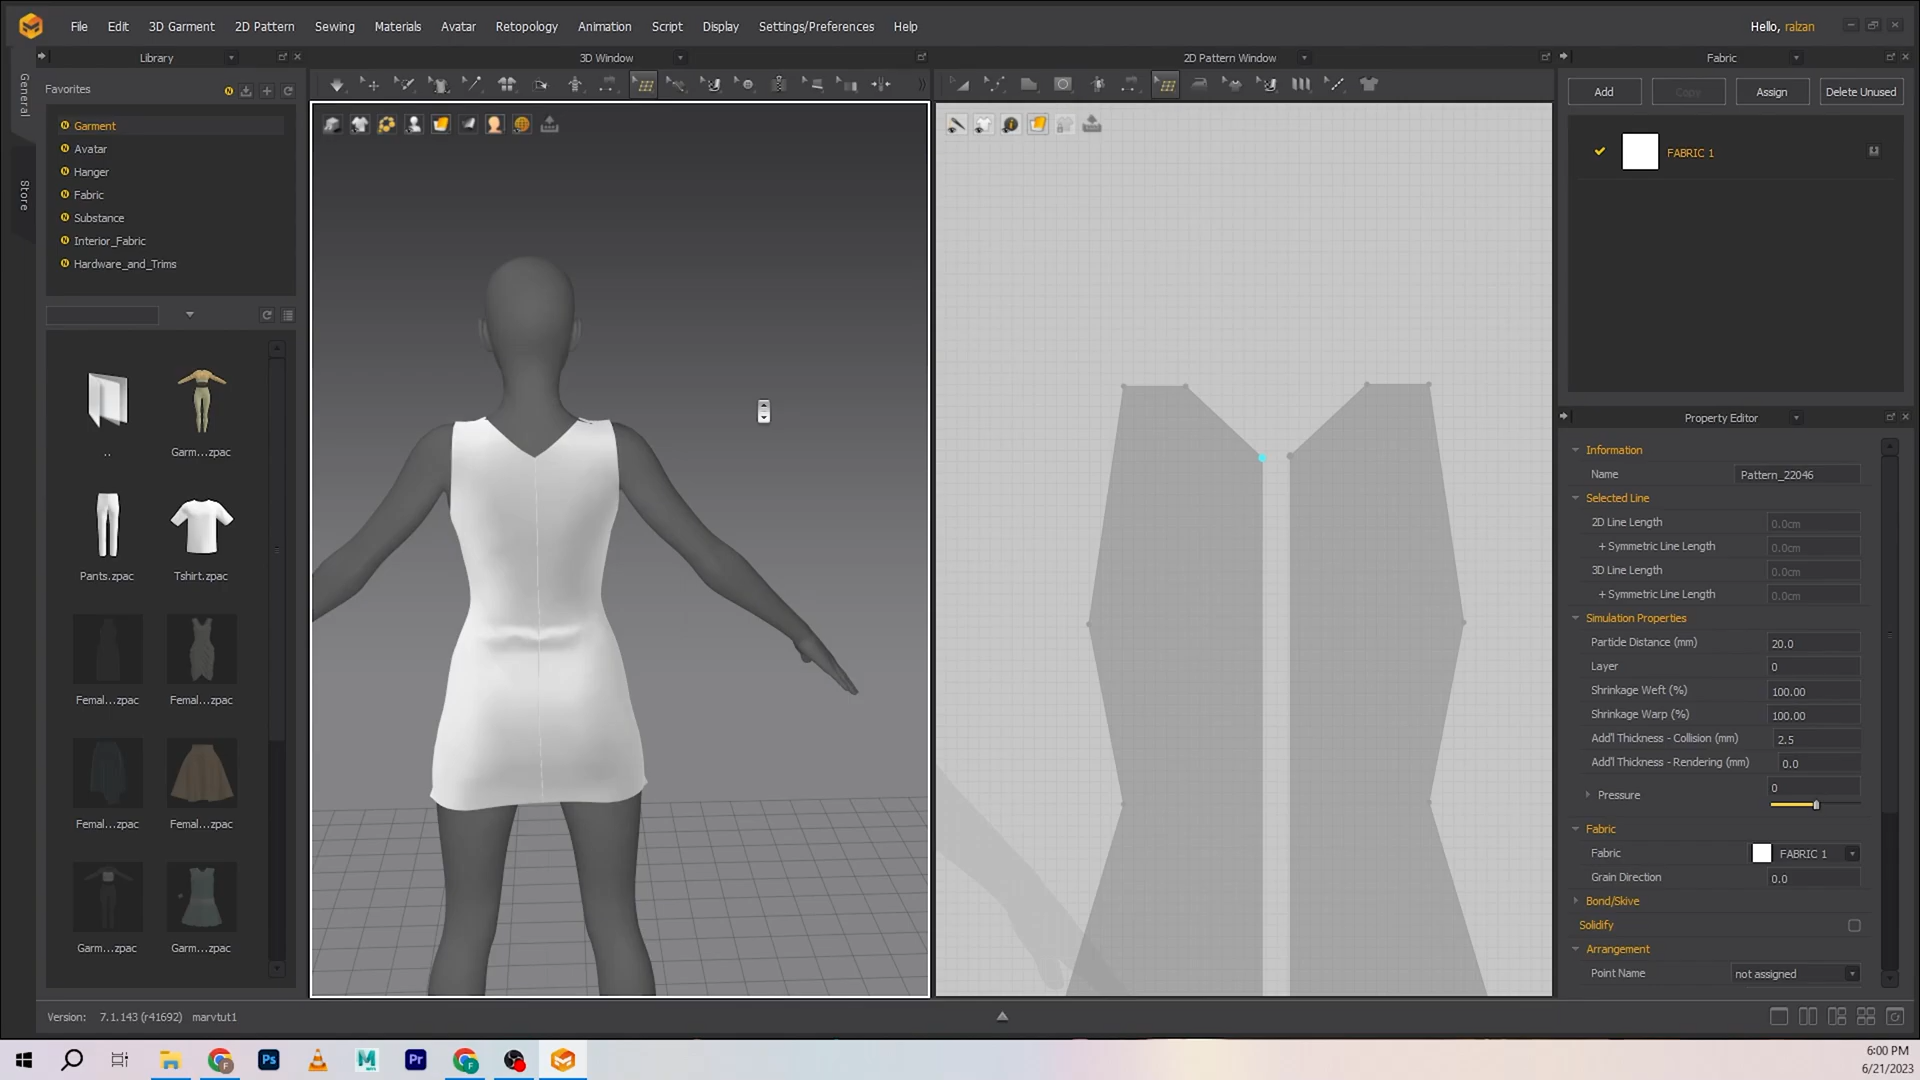 File Edit 3D Garment 2D Pattern Sewing Materials Avatar Retopology Animation Script Display Settings/Preferences Help Hello, ralzan
Library 3D Window 2D Pattern Window Fabric
General
Store
Favorites
Garment
Avatar
Hanger
Fabric
Substance
Interior_Fabric
Hardware_and_Trims
..
Garm...zpac
Pants.zpac
Tshirt.zpac
Femal...zpac
Femal...zpac
Femal...zpac
Femal...zpac
Garm...zpac
Garm...zpac
Add Copy Assign Delete Unused
FABRIC 1
Property Editor
Information
Name Pattern_22046
Selected Line
2D Line Length 0.0cm
+ Symmetric Line Length 0.0cm
3D Line Length 0.0cm
+ Symmetric Line Length 0.0cm
Simulation Properties
Particle Distance (mm) 20.0
Layer 0
Shrinkage Weft (%) 100.00
Shrinkage Warp (%) 100.00
Add'l Thickness - Collision (mm) 2.5
Add'l Thickness - Rendering (mm) 0.0
Pressure 0
Fabric
Fabric FABRIC 1
Grain Direction 0.0
Bond/Skive
Solidify
Arrangement
Point Name not assigned
Version: 7.1.143 (r41692) marvtut1
Ps
M
Pr
6:00 PM
6/21/2023